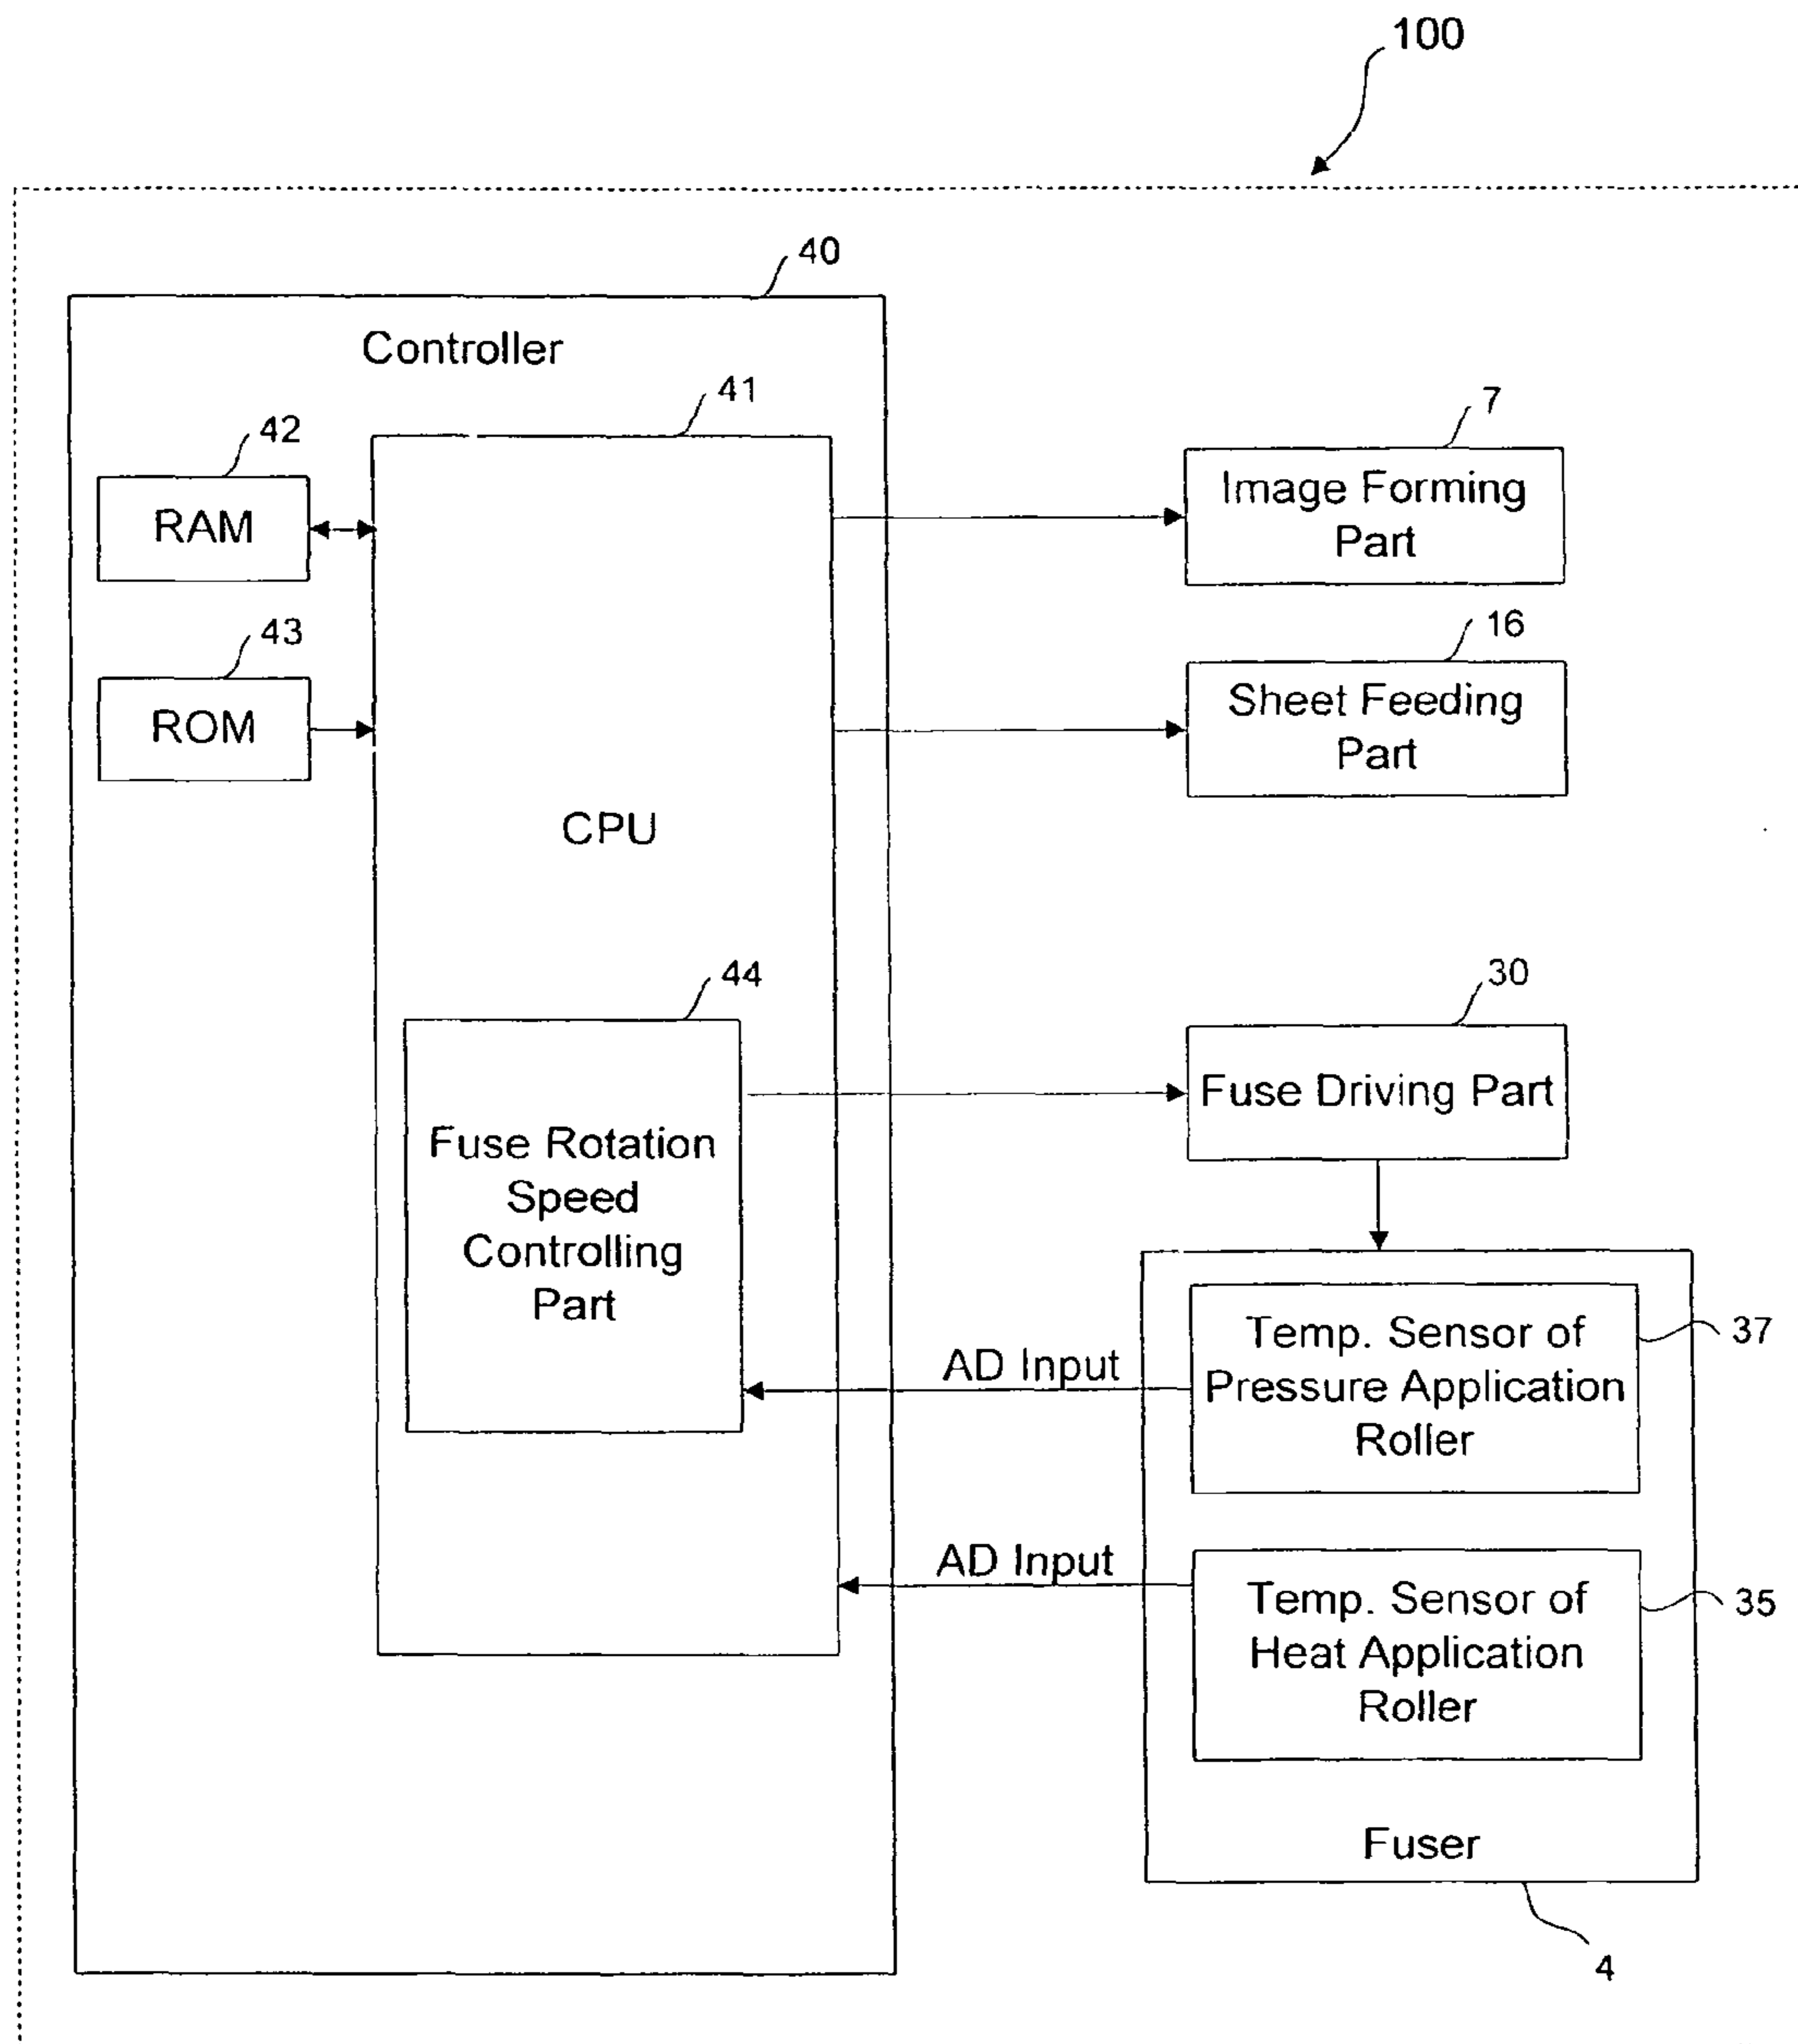 100
40
Controller
41
7
42
Image Forming
Part
RAM
43
16
ROM
Sheet Feeding
Part
CPU
44
30
Fuse Driving Part
Fuse Rotation
Speed
Controlling
Part
Temp. Sensor of
Pressure Application
Roller
37
AD Input
AD Input
Temp. Sensor of
Heat Application
Roller
35
Fuser
4